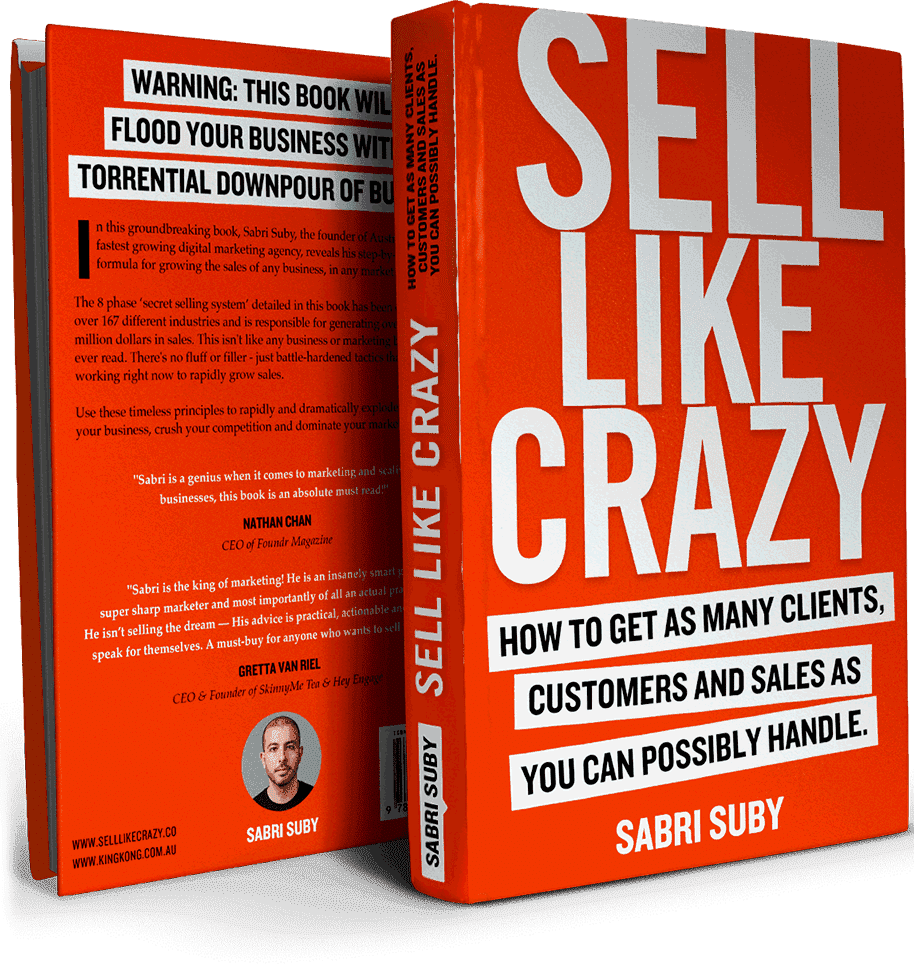 WARNING: THIS BOOK WIL
FLOOD YOUR BUSINESS WIT
TORRENTIAL DOWNPOUR OF BU
In this groundbreaking book, Sabri Suby, the founder of
fastest growing digital marketing agency, reveals his
formula for growing the sales of any business, in any
The 8 phase 'secret selling system' detailed in this book has
over 167 different industries and is responsible for generating
million dollars in sales. This isn't like any business or marketing
ever read. There's no fluff or filler - just battle-hardened tactics
working right now to rapidly grow sales.
Use these timeless principles to rapidly and dramatically
your business, crush your competition and dominate your
"Sabri is a genius when it comes to marketing and
businesses, this book is an absolute must read!"
NATHAN CHAN
CEO of Foundr Magazine
"Sabri is the king of marketing! He is an insanely smart
super sharp marketer and most importantly of all an actual
He isn't selling the dream — His advice is practical, actionable
speak for themselves. A must-buy for anyone who wants to sell
GRETTA VAN RIEL
CEO & Founder of SkinnyMe Tea & Hey
SABRI SUBY
WWW.SELLLIKECRAZY.CO
WWW.KINGKONG.COM.AU
9 78
HOW TO GET AS MANY CLIENTS,
CUSTOMERS AND SALES AS
YOU CAN POSSIBLY HANDLE.
SELL LIKE CRAZY
SABRI SUBY
SELL
LIKE
CRAZY
HOW TO GET AS MANY CLIENTS,
CUSTOMERS AND SALES AS
YOU CAN POSSIBLY HANDLE.
SABRI SUBY